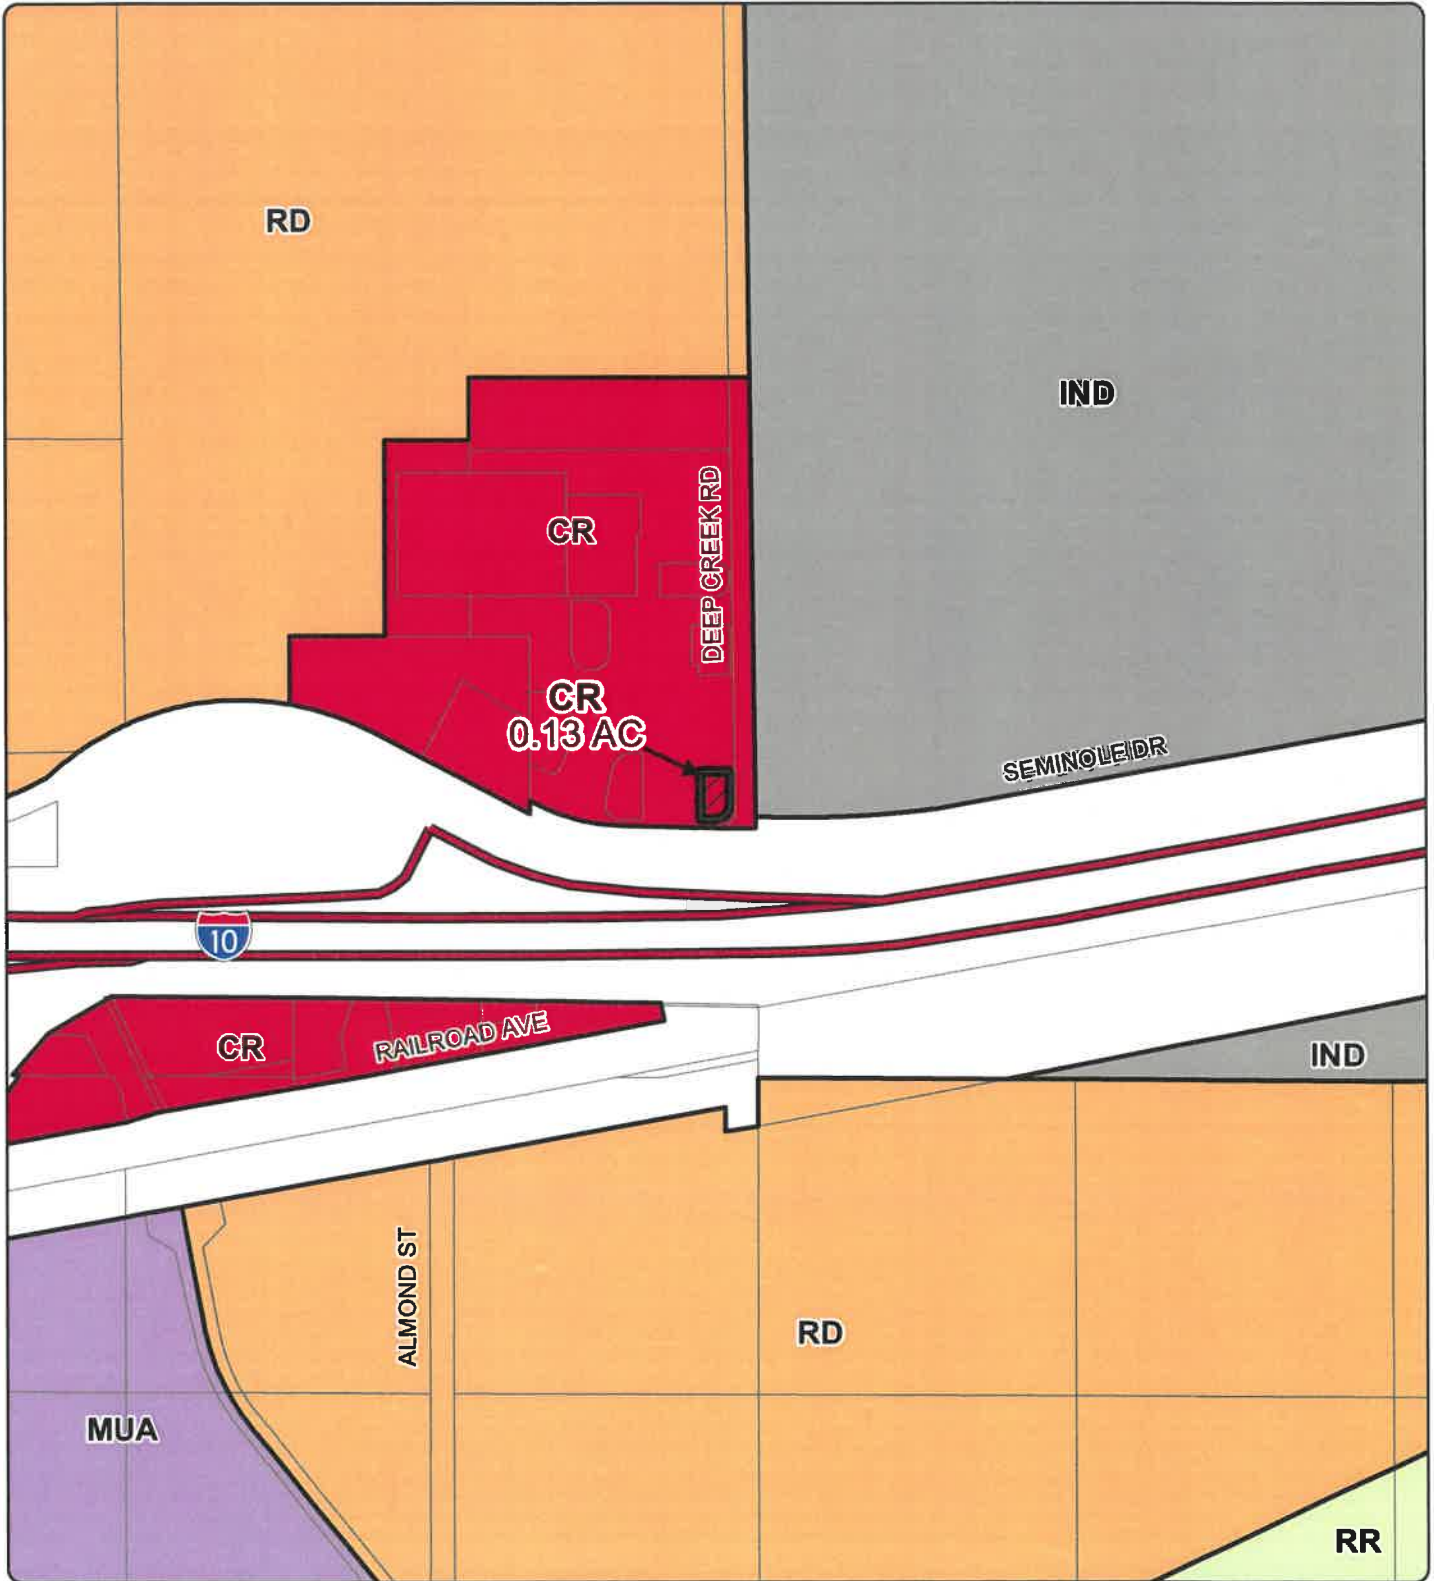 RD
IND
CR
DEEP CREEK RD
CR
0.13 AC
SEMINOLE DR
10
CR
RAILROAD AVE
IND
ALMOND ST
RD
MUA
RR